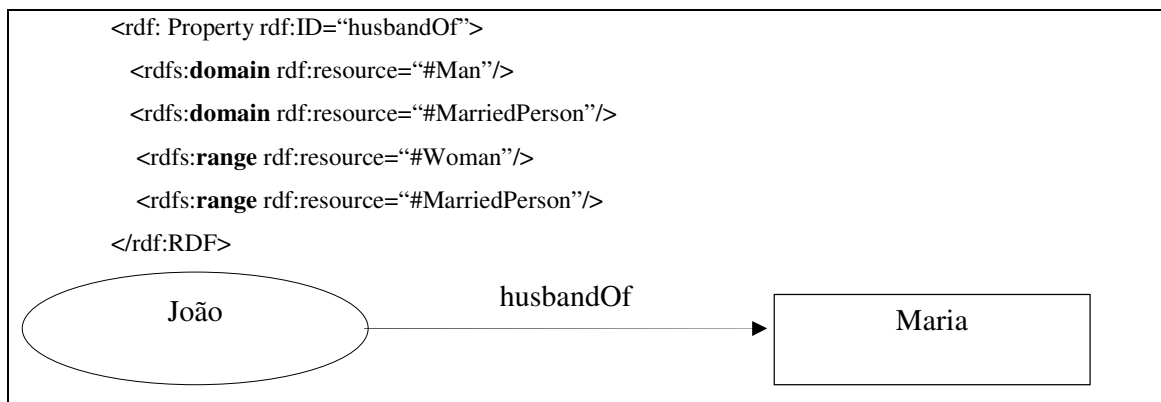 <rdf: Property rdf:ID=“husbandOf”>
<rdfs:domain rdf:resource=“#Man”/>
<rdfs:domain rdf:resource=“#MarriedPerson”/>
<rdfs:range rdf:resource=“#Woman”/>
<rdfs:range rdf:resource=“#MarriedPerson”/>
</rdf:RDF>
João
husbandOf
Maria